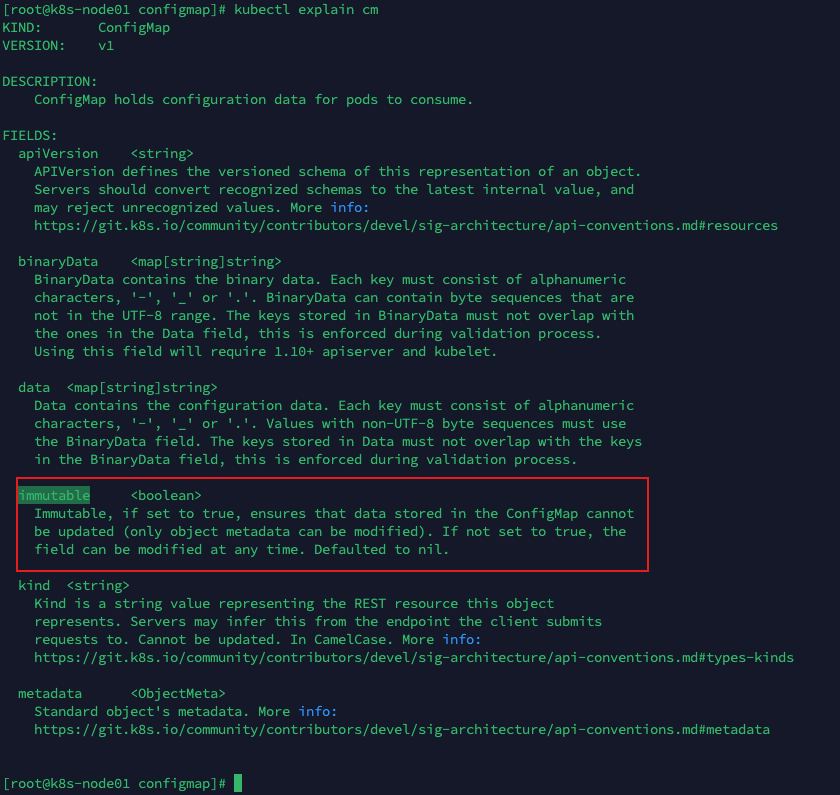 [root@k8s-node01 configmap]# kubectl explain cm
KIND:       ConfigMap
VERSION:    v1
DESCRIPTION:
ConfigMap holds configuration data for pods to consume.
FIELDS:
apiVersion    <string>
APIVersion defines the versioned schema of this representation of an object.
Servers should convert recognized schemas to the latest internal value, and
may reject unrecognized values. More info:
https://git.k8s.io/community/contributors/devel/sig-architecture/api-conventions.md#resources
binaryData    <map[string]string>
BinaryData contains the binary data. Each key must consist of alphanumeric
characters, '-', '_' or '.'. BinaryData can contain byte sequences that are
not in the UTF-8 range. The keys stored in BinaryData must not overlap with
the ones in the Data field, this is enforced during validation process.
Using this field will require 1.10+ apiserver and kubelet.
data  <map[string]string>
Data contains the configuration data. Each key must consist of alphanumeric
characters, '-', '_' or '.'. Values with non-UTF-8 byte sequences must use
the BinaryData field. The keys stored in Data must not overlap with the keys
in the BinaryData field, this is enforced during validation process.
immutable     <boolean>
Immutable, if set to true, ensures that data stored in the ConfigMap cannot
be updated (only object metadata can be modified). If not set to true, the
field can be modified at any time. Defaulted to nil.
kind  <string>
Kind is a string value representing the REST resource this object
represents. Servers may infer this from the endpoint the client submits
requests to. Cannot be updated. In CamelCase. More info:
https://git.k8s.io/community/contributors/devel/sig-architecture/api-conventions.md#types-kinds
metadata      <ObjectMeta>
Standard object's metadata. More info:
https://git.k8s.io/community/contributors/devel/sig-architecture/api-conventions.md#metadata
[root@k8s-node01 configmap]#